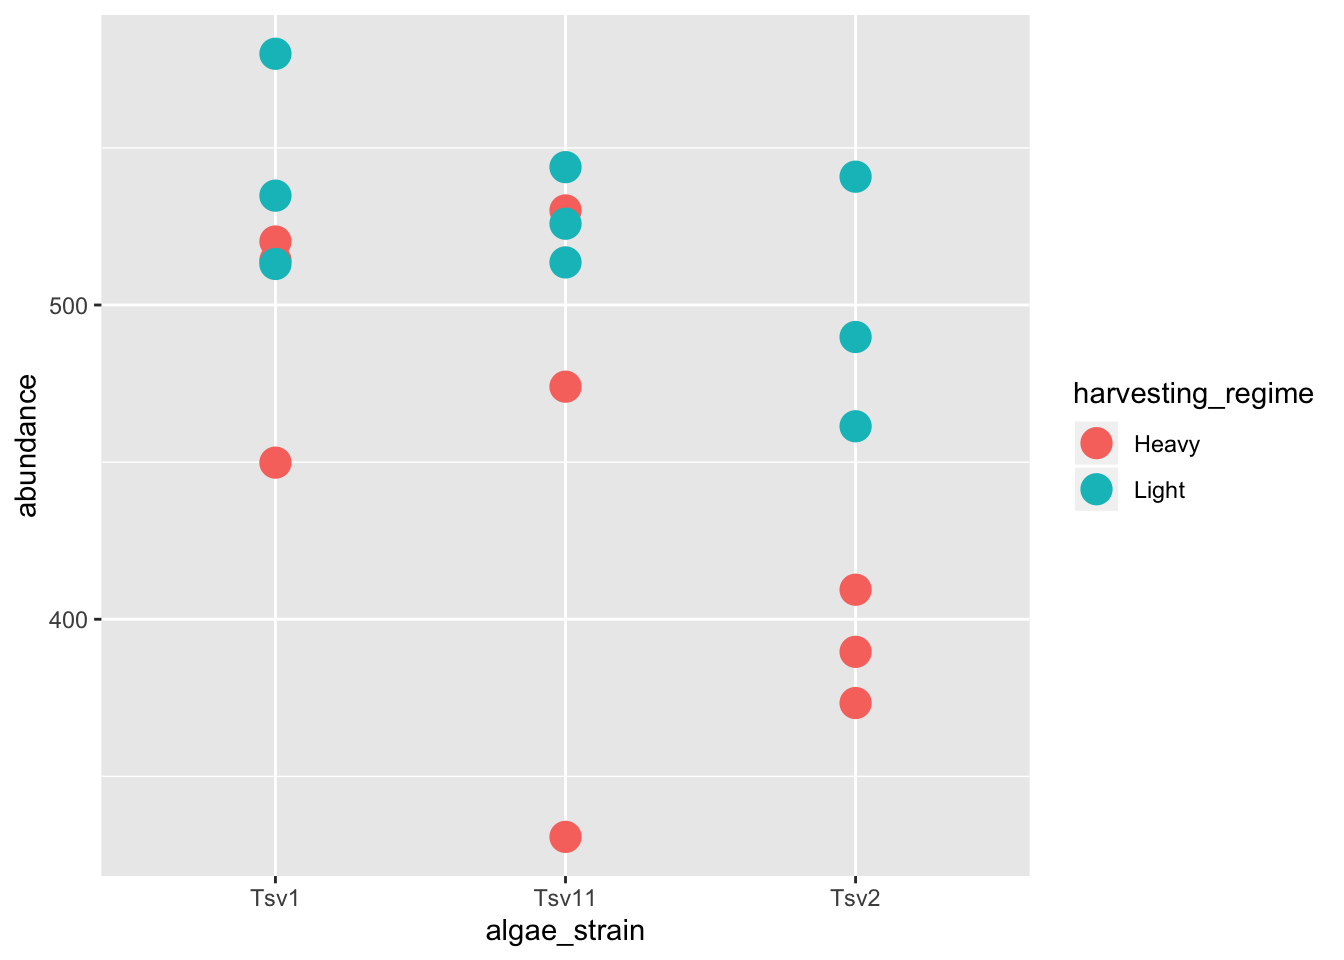 abundance
500
400
Tsv1
Tsv11
Tsv2
algae_strain
harvesting_regime
Heavy
Light